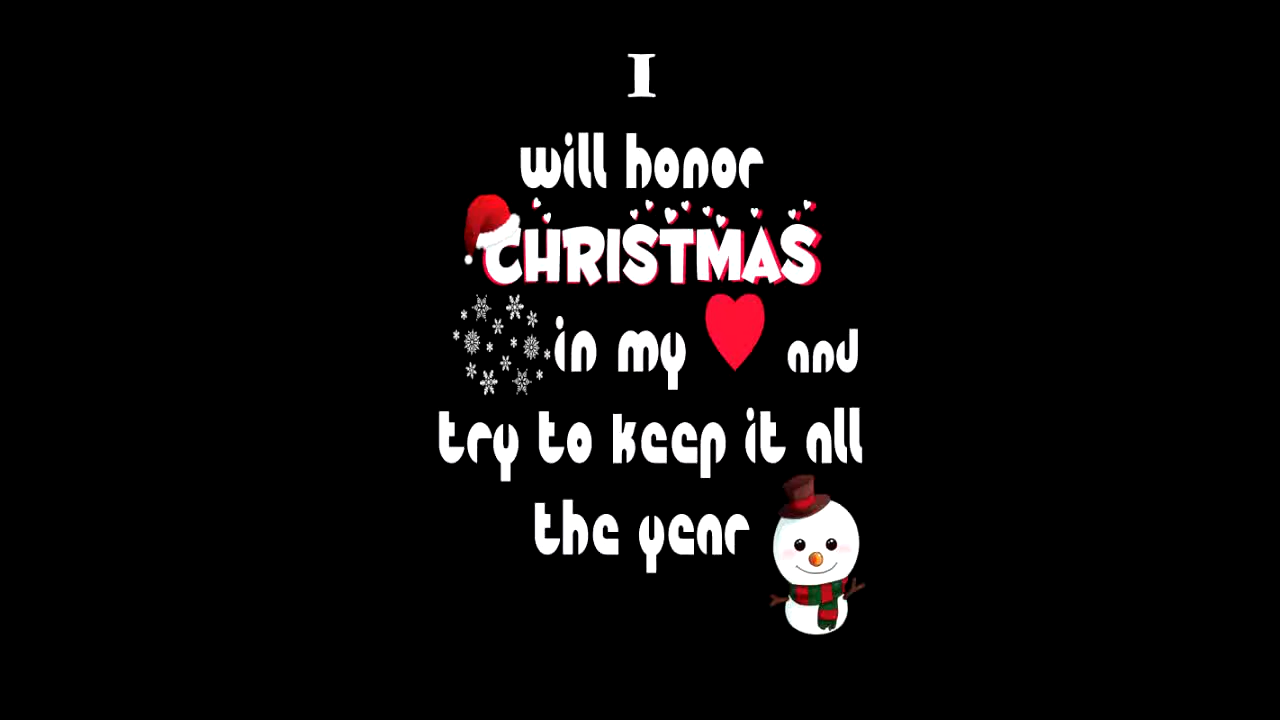 I
will honor
CHRISTMAS
in my and
try to keep it all
the year